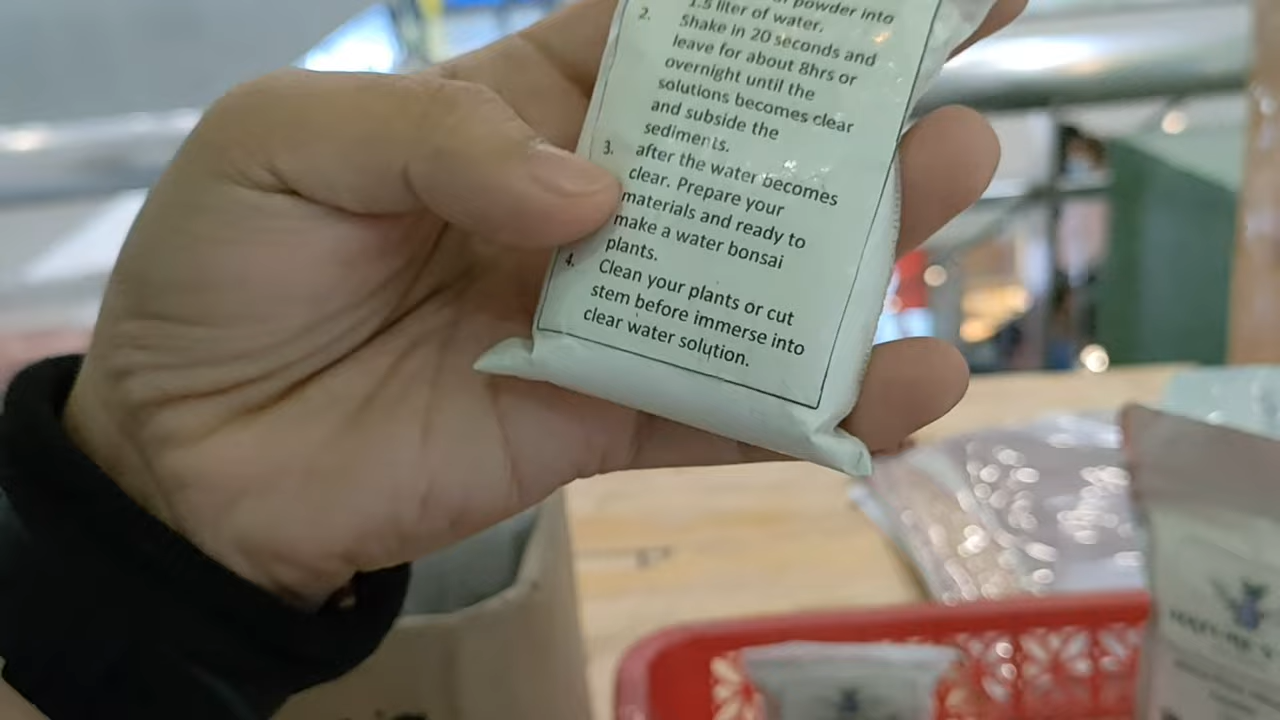 powder into
1.5 liter of water.
2. Shake in 20 seconds and
leave for about 8hrs or
overnight until the
solutions becomes clear
and subside the
sediments.
3. after the water becomes
clear. Prepare your
materials and ready to
make a water bonsai
plants.
4. Clean your plants or cut
stem before immerse into
clear water solution.